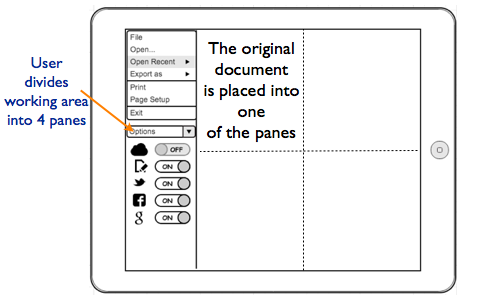 User
divides
working area
into 4 panes
File
Open...
Open Recent
Export as
Print
Page Setup
Exit
Options
OFF
ON
ON
ON
ON
The original
document
is placed into
one
of the panes